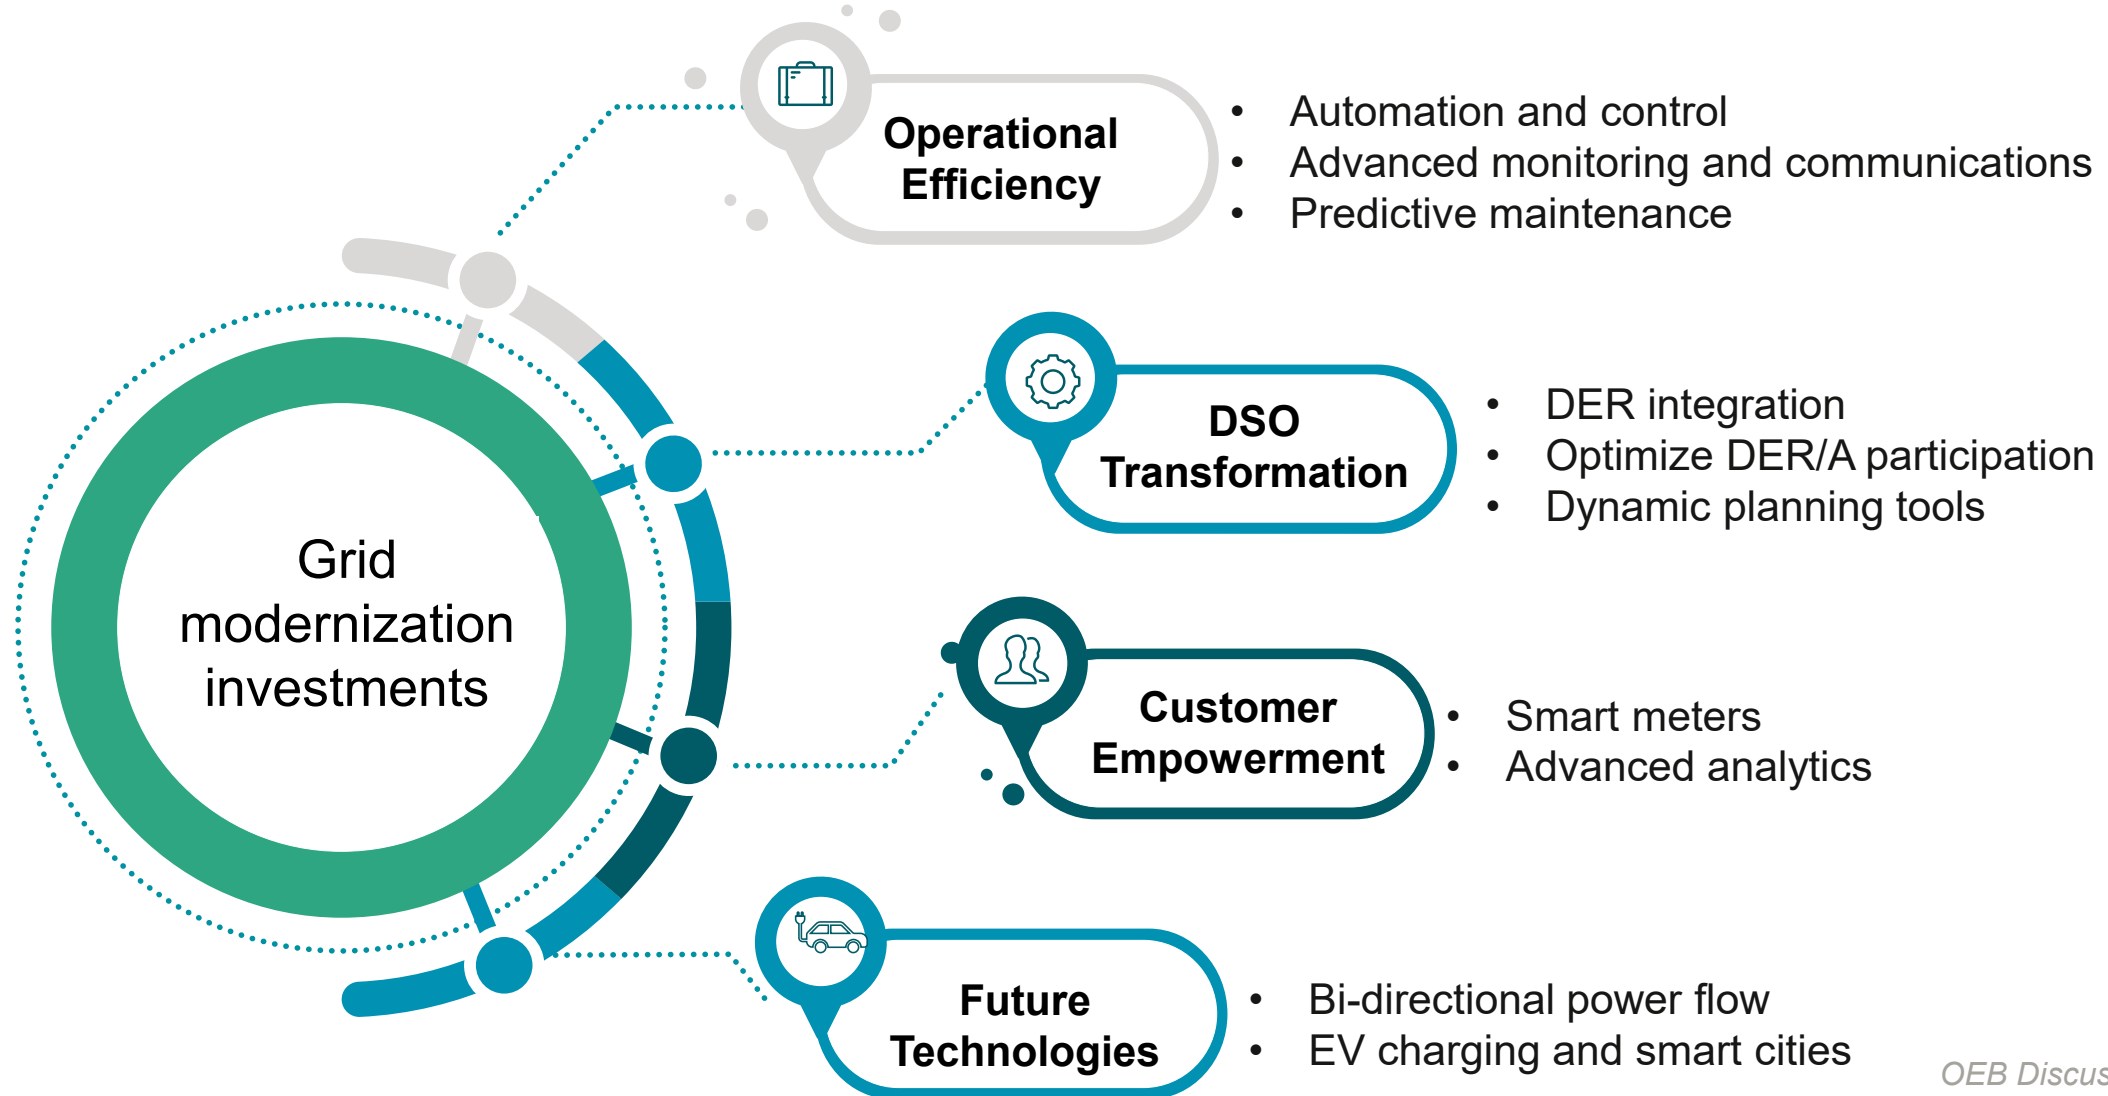 Grid
modernization
investments
Operational
Efficiency
• Automation and control
• Advanced monitoring and communications
• Predictive maintenance
DSO
Transformation
• DER integration
• Optimize DER/A participation
• Dynamic planning tools
Customer
Empowerment
• Smart meters
• Advanced analytics
Future
Technologies
• Bi-directional power flow
• EV charging and smart cities
OEB